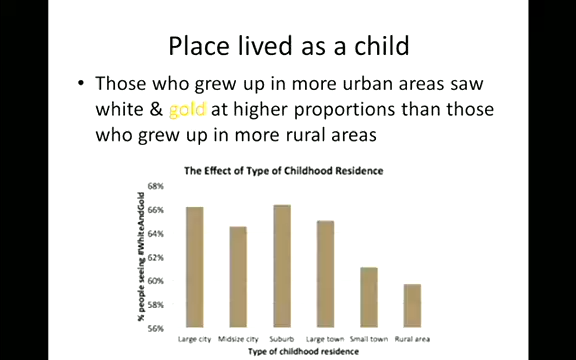 Place lived as a child
• Those who grew up in more urban areas saw
white & gold at higher proportions than those
who grew up in more rural areas
The Effect of Type of Childhood Residence
% people seeing #WhiteAndGold
68%
66%
64%
62%
60%
58%
56%
Large city Midsize city Suburb Large town Small town Rural area
Type of childhood residence